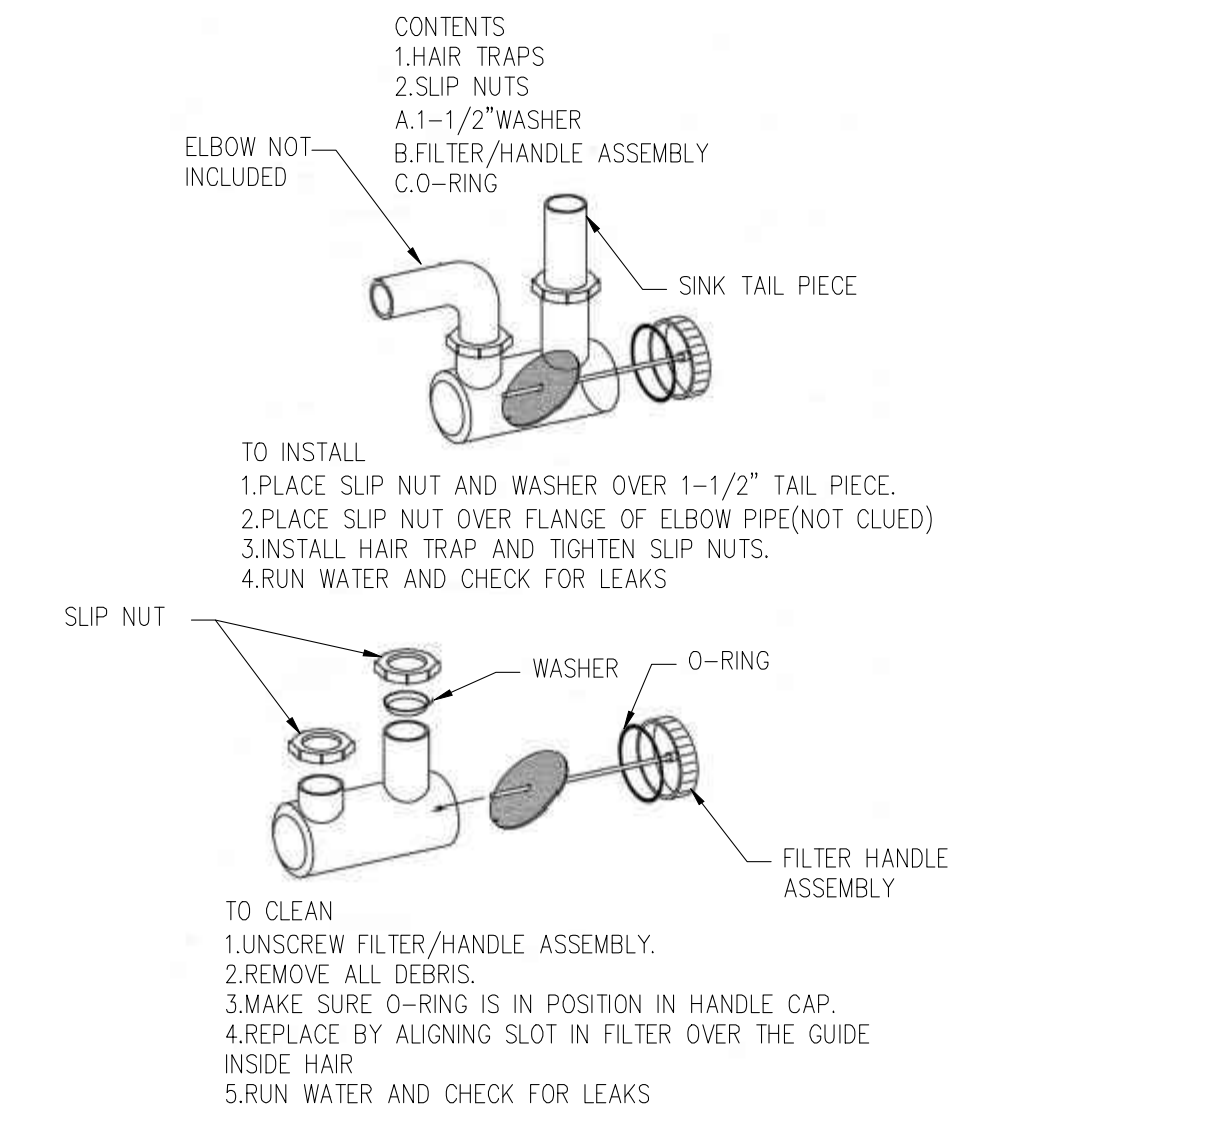 CONTENTS
1.HAIR TRAPS
2.SLIP NUTS
A.1-1/2”WASHER
B.FILTER/HANDLE ASSEMBLY
C.O-RING
ELBOW NOT
INCLUDED
SINK TAIL PIECE
TO INSTALL
1.PLACE SLIP NUT AND WASHER OVER 1-1/2” TAIL PIECE.
2.PLACE SLIP NUT OVER FLANGE OF ELBOW PIPE(NOT CLUED)
3.INSTALL HAIR TRAP AND TIGHTEN SLIP NUTS.
4.RUN WATER AND CHECK FOR LEAKS
SLIP NUT
WASHER
O-RING
FILTER HANDLE
ASSEMBLY
TO CLEAN
1.UNSCREW FILTER/HANDLE ASSEMBLY.
2.REMOVE ALL DEBRIS.
3.MAKE SURE O-RING IS IN POSITION IN HANDLE CAP.
4.REPLACE BY ALIGNING SLOT IN FILTER OVER THE GUIDE
INSIDE HAIR
5.RUN WATER AND CHECK FOR LEAKS